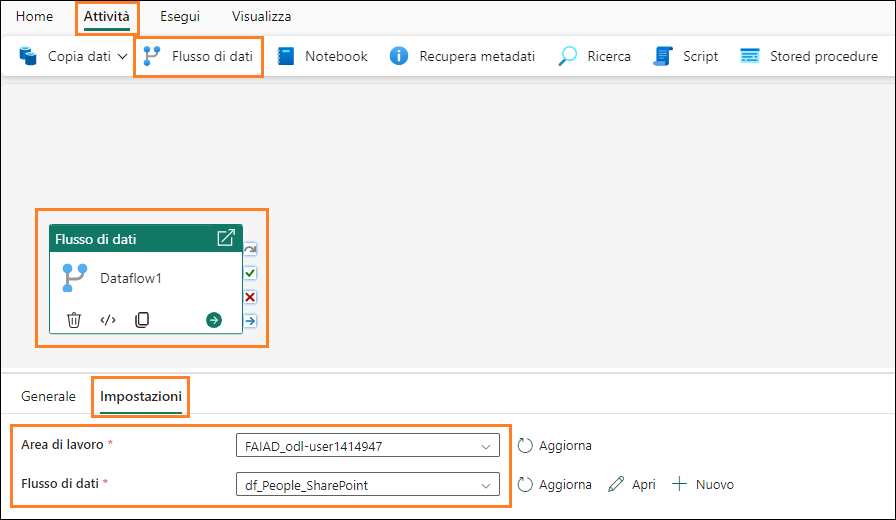 Home Attività Esegui Visualizza
Copia dati Flusso di dati Notebook Recupera metadati Ricerca Script Stored procedure
Flusso di dati
Dataflow1
Generale Impostazioni
Area di lavoro * FAIAD_odl-user1414947 Aggiorna
Flusso di dati * df_People_SharePoint Aggiorna Apri Nuovo